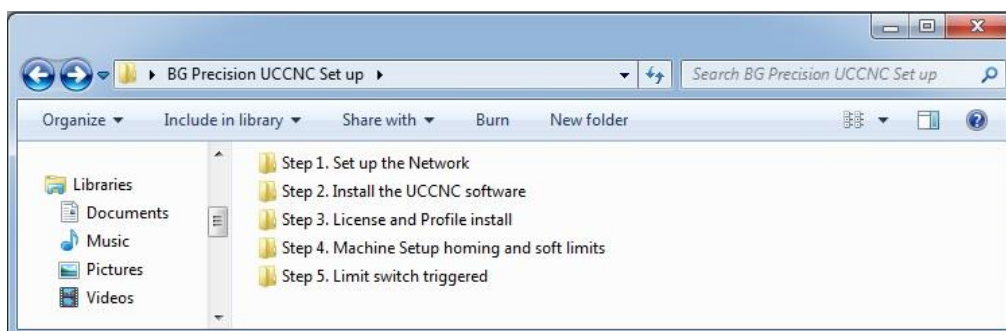 BG Precision UCCNC Set up
Search BG Precision UCCNC Set up
Organize
Include in library
Share with
Burn
New folder
Libraries
Documents
Music
Pictures
Videos
Step 1. Set up the Network
Step 2. Install the UCCNC software
Step 3. License and Profile install
Step 4. Machine Setup homing and soft limits
Step 5. Limit switch triggered